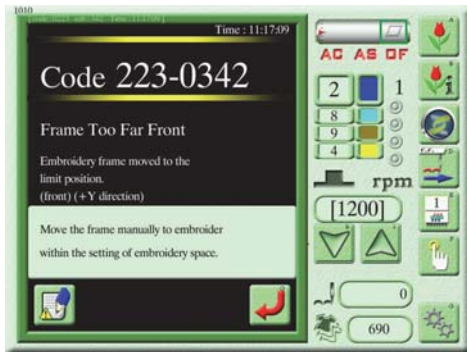 1010
Time : 11:17:09
Code 223-0342
Frame Too Far Front
Embroidery frame moved to the
limit position.
(front) (+Y direction)
Move the frame manually to embroider
within the setting of embroidery space.
AC AS OF
2 1
8
9
4
rpm
[1200]
1
0
690